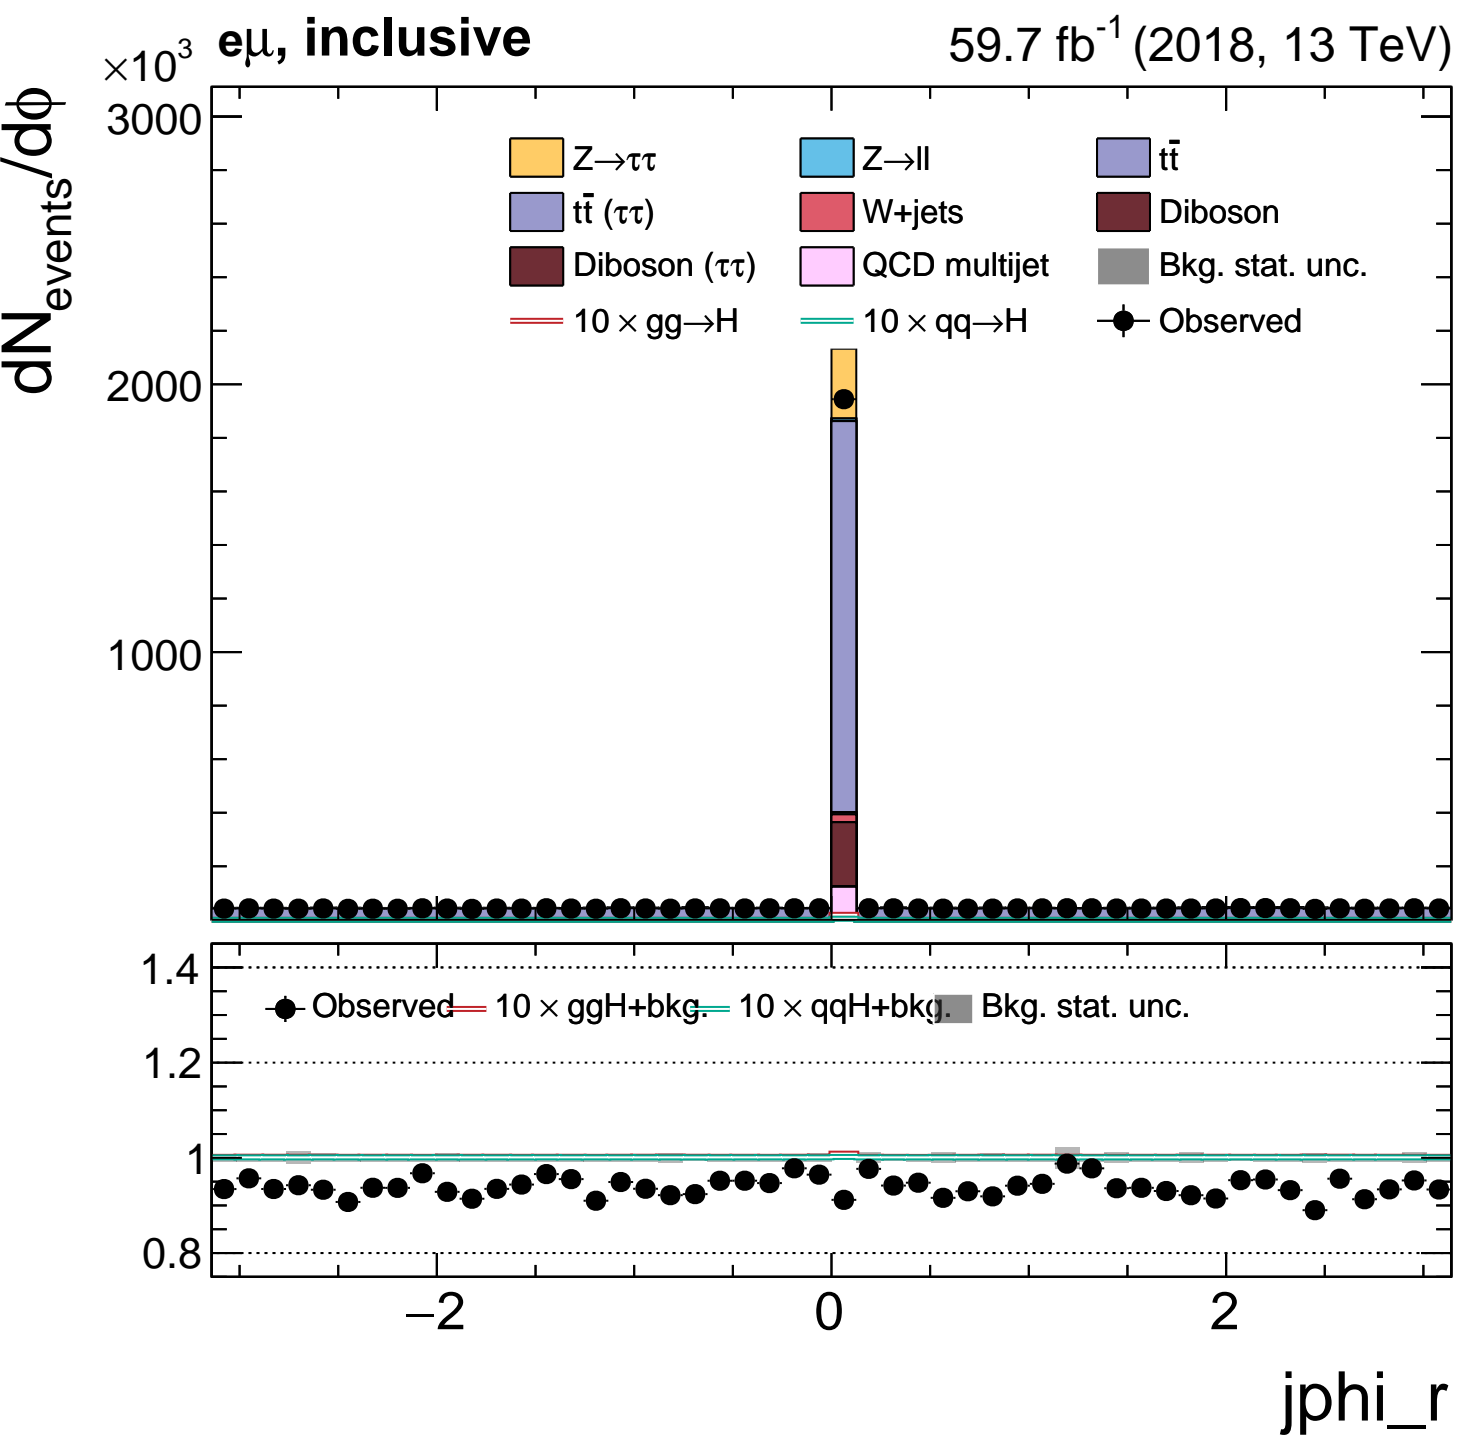 ×10³ eμ, inclusive 59.7 fb⁻¹ (2018, 13 TeV)
dN_events/dϕ
3000
2000
1000
Z→ττ Z→ll tt̄
tt̄ (ττ) W+jets Diboson
Diboson (ττ) QCD multijet Bkg. stat. unc.
10 × gg→H 10 × qq→H Observed
1.4
Observed 10 × ggH+bkg. 10 × qqH+bkg. Bkg. stat. unc.
1.2
1
0.8
−2 0 2
jphi_r